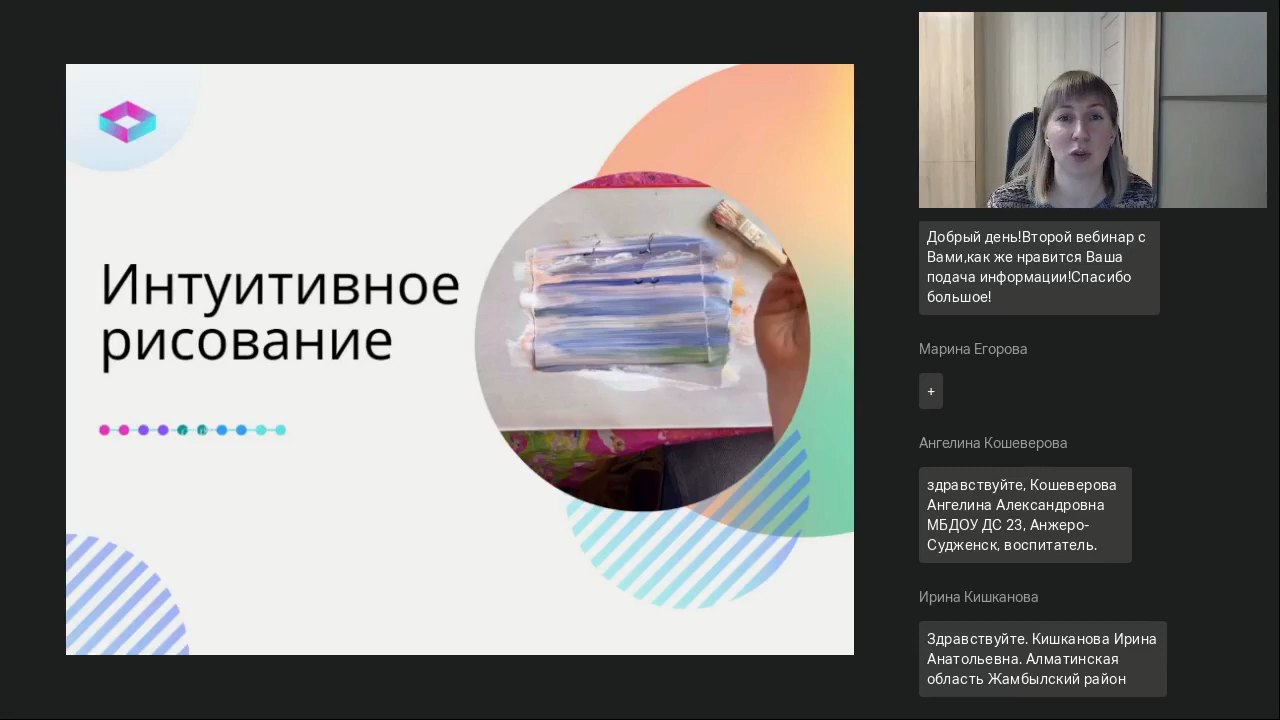 Интуитивное
рисование
Добрый день!Второй вебинар с
Вами,как же нравится Ваша
подача информации!Спасибо
большое!
Марина Егорова
+
Ангелина Кошеверова
здравствуйте, Кошеверова
Ангелина Александровна
МБДОУ ДС 23, Анжеро-
Судженск, воспитатель.
Ирина Кишканова
Здравствуйте. Кишканова Ирина
Анатольевна. Алматинская
область Жамбылский район